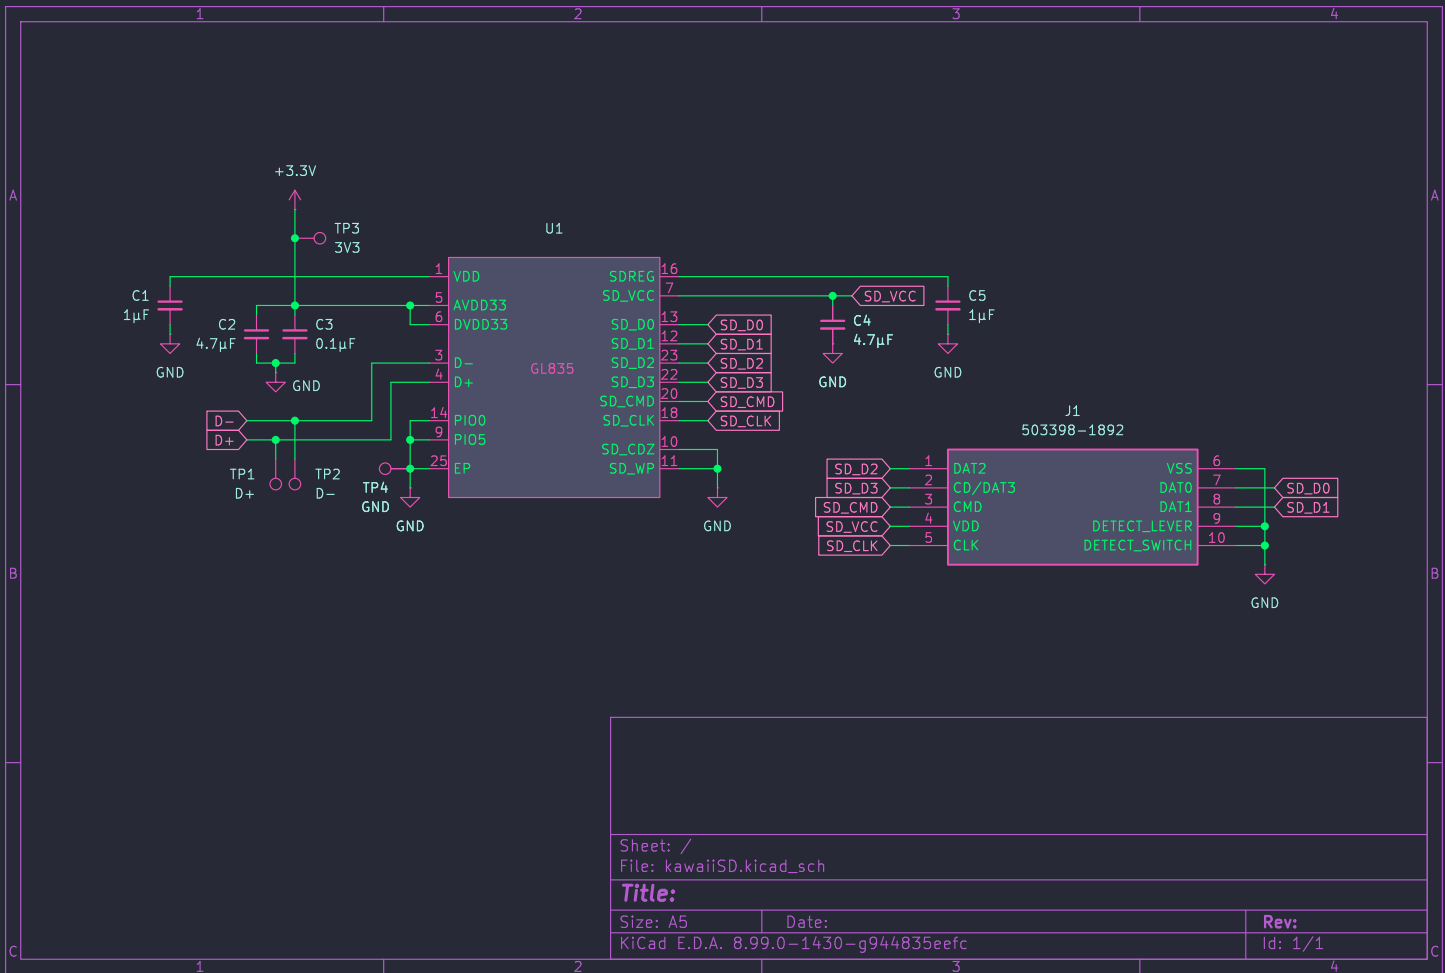 1 2 3 4
A A
+3.3V
TP3
3V3
U1
1 VDD SDREG 16
SD_VCC 7
SD_VCC
C1
1µF
5 AVDD33
6 DVDD33
C2
4.7µF
C3
0.1µF
SD_D0 13 SD_D0
SD_D1 12 SD_D1
SD_D2 23 SD_D2
SD_D3 22 SD_D3
SD_CMD 20 SD_CMD
SD_CLK 18 SD_CLK
C4
4.7µF
C5
1µF
GND
GND
3 D-
4 D+
GL835
GND
GND
D-
D+
14 PIO0
9 PIO5
25 EP
SD_CDZ 10
SD_WP 11
TP1
D+
TP2
D-
TP4
GND
GND
GND
J1
503398-1892
SD_D2 1 DAT2 VSS 6
SD_D3 2 CD/DAT3 DAT0 7 SD_D0
SD_CMD 3 CMD DAT1 8 SD_D1
SD_VCC 4 VDD DETECT_LEVER 9
SD_CLK 5 CLK DETECT_SWITCH 10
GND
B B
Sheet: /
File: kawaiiSD.kicad_sch
Title:
Size: A5 Date: Rev:
KiCad E.D.A. 8.99.0-1430-g944835eefc Id: 1/1
C C
1 2 3 4